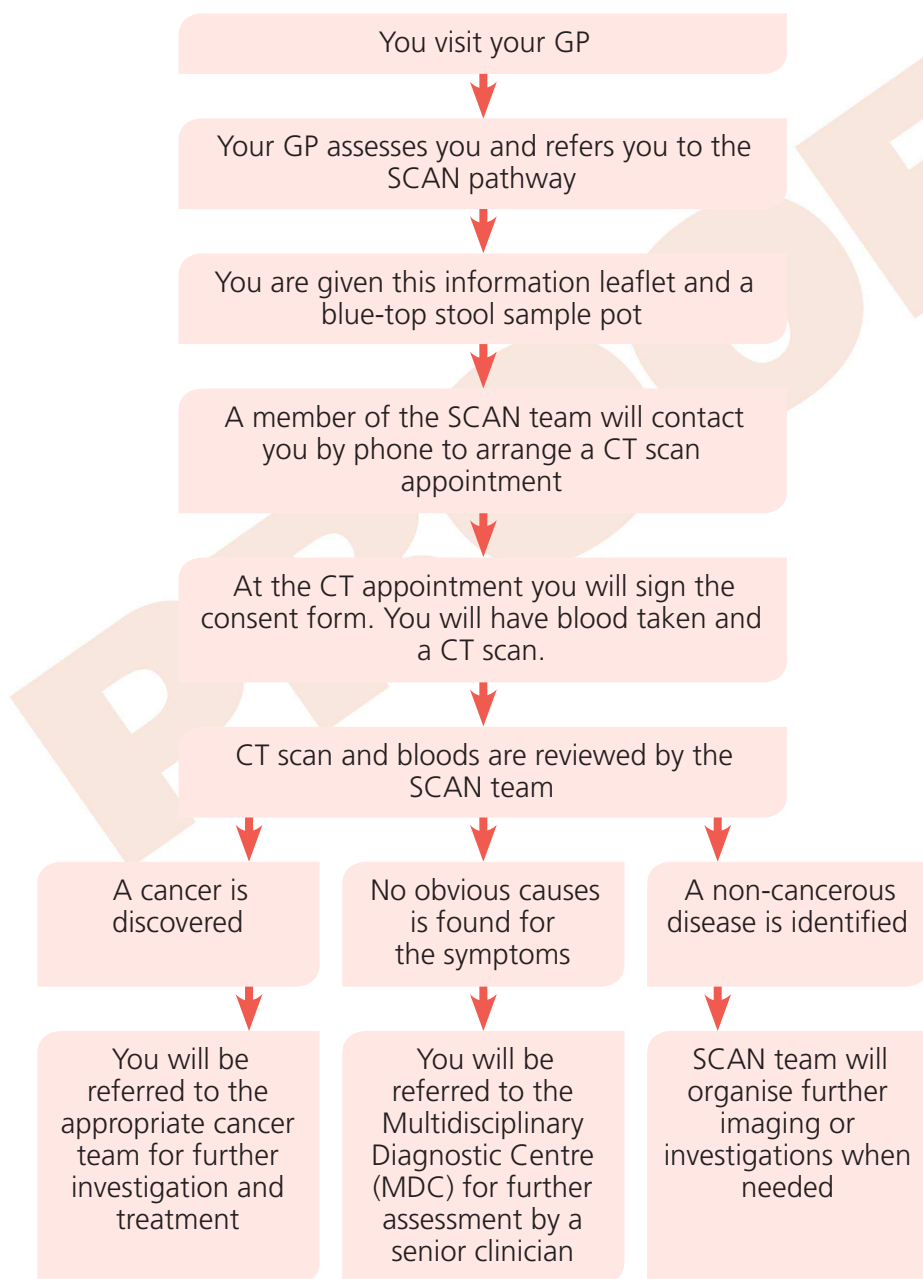 You visit your GP
Your GP assesses you and refers you to the
SCAN pathway
You are given this information leaflet and a
blue-top stool sample pot
A member of the SCAN team will contact
you by phone to arrange a CT scan
appointment
At the CT appointment you will sign the
consent form. You will have blood taken and
a CT scan.
CT scan and bloods are reviewed by the
SCAN team
A cancer is
discovered
No obvious causes
is found for
the symptoms
A non-cancerous
disease is identified
You will be
referred to the
appropriate cancer
team for further
investigation and
treatment
You will be
referred to the
Multidisciplinary
Diagnostic Centre
(MDC) for further
assessment by a
senior clinician
SCAN team will
organise further
imaging or
investigations when
needed
PROOF